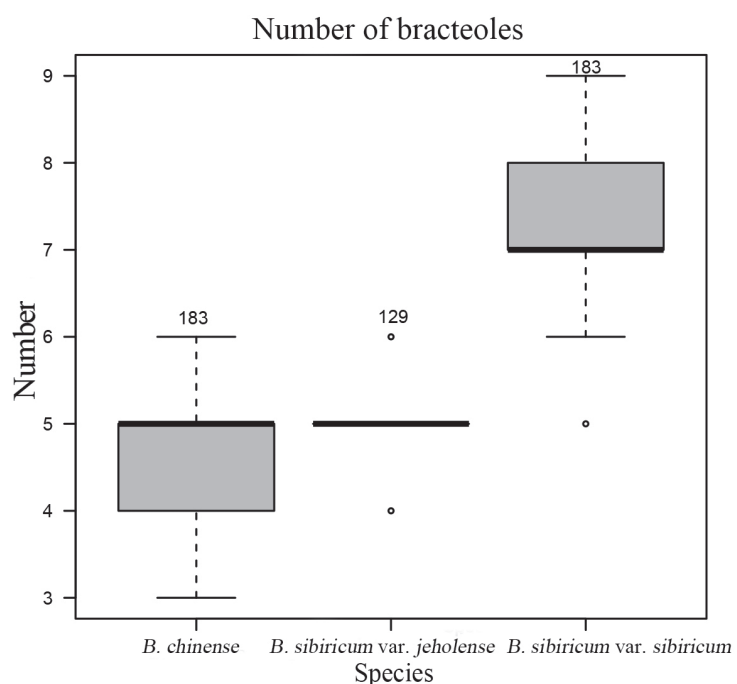 Number of bracteoles
Number
9
8
7
6
5
4
3
183
129
183
B. chinense
B. sibiricum var. jeholense
B. sibiricum var. sibiricum
Species